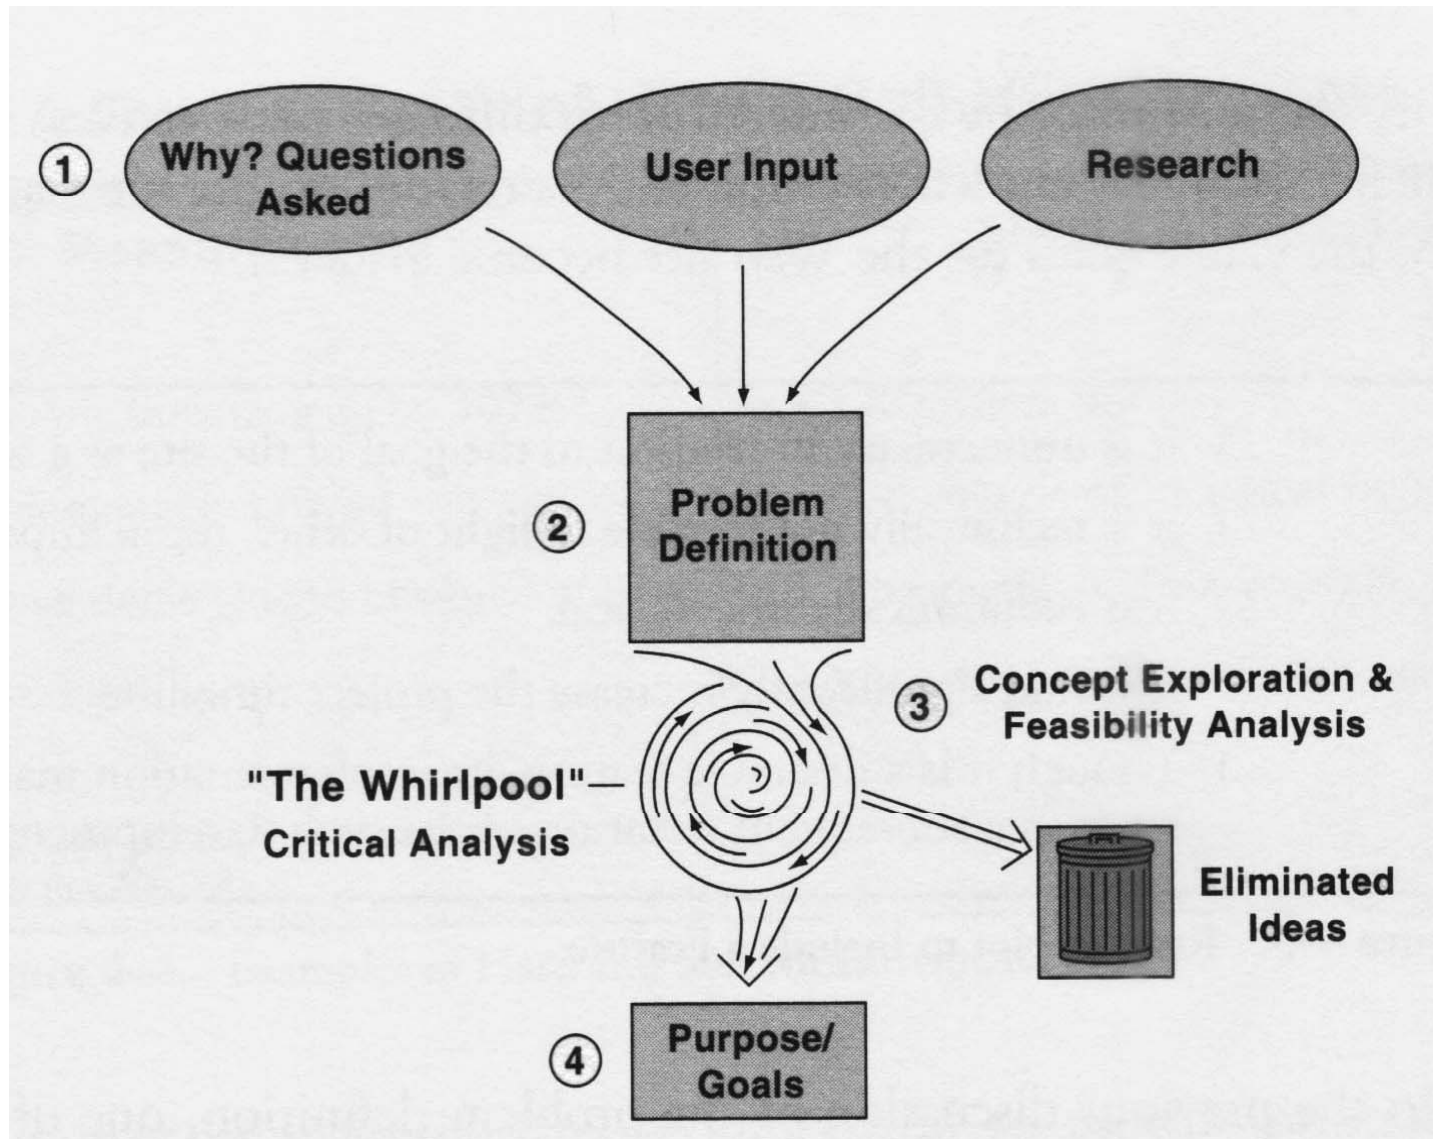 1
Why? Questions
Asked
User Input
Research
2
Problem
Definition
3
Concept Exploration &
Feasibility Analysis
"The Whirlpool"
Critical Analysis
Eliminated
Ideas
4
Purpose/
Goals